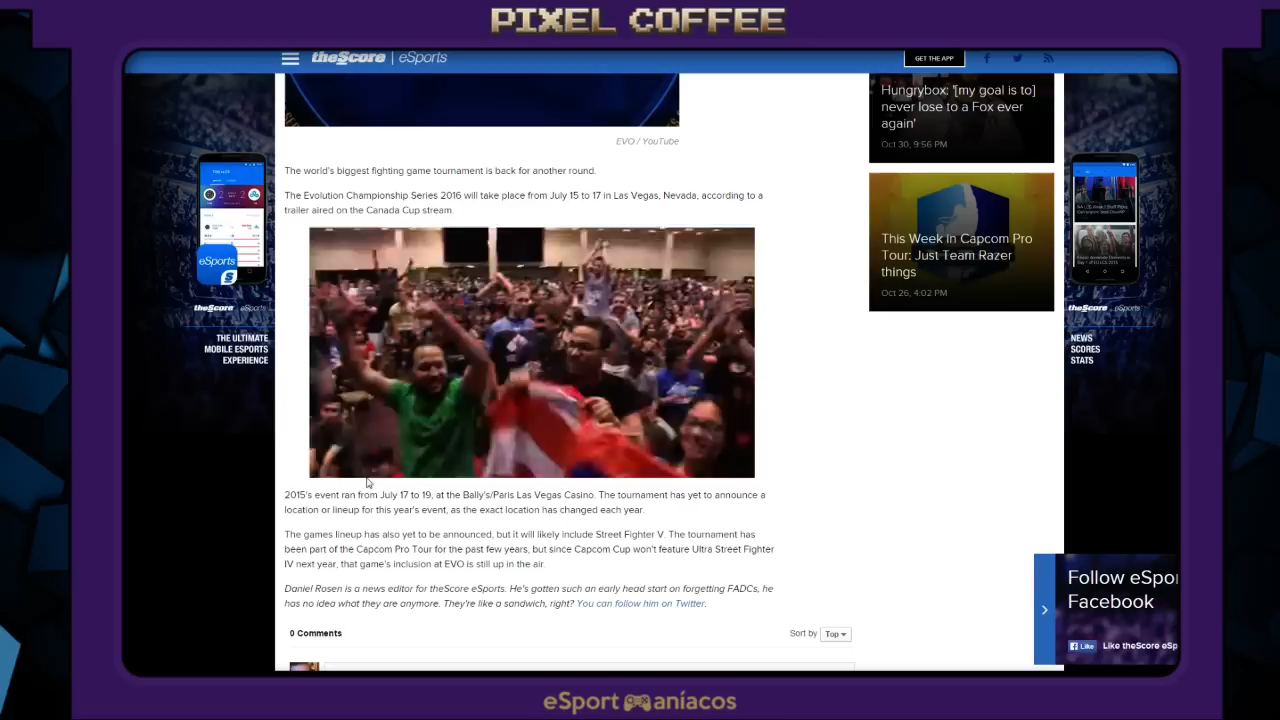 PIXEL COFFEE
theScore | eSports
GET THE APP
EVO / YouTube
The world's biggest fighting game tournament is back for another round.
The Evolution Championship Series 2016 will take place from July 15 to 17 in Las Vegas, Nevada, according to a
trailer aired on the Canada Cup stream.
2015's event ran from July 17 to 19, at the Bally's/Paris Las Vegas Casino. The tournament has yet to announce a
location or lineup for this year's event, as the exact location has changed each year.
The games lineup has also yet to be announced, but it will likely include Street Fighter V. The tournament has
been part of the Capcom Pro Tour for the past few years, but since Capcom Cup won't feature Ultra Street Fighter
IV next year, that game's inclusion at EVO is still up in the air.
Daniel Rosen is a news editor for theScore eSports. He's gotten such an early head start on forgetting FADCs, he
has no idea what they are anymore. They're like a sandwich, right? You can follow him on Twitter.
0 Comments
Sort by Top
Hungrybox: '[my goal is to]
never lose to a Fox ever
again'
Oct 30, 9:56 PM
This Week in Capcom Pro
Tour: Just Team Razer
things
Oct 26, 4:02 PM
eSports
theScore eSports
THE ULTIMATE
MOBILE ESPORTS
EXPERIENCE
theScore eSports
NEWS
SCORES
STATS
Follow eSpor
Facebook
Like
Like theScore eSp
eSport maníacos